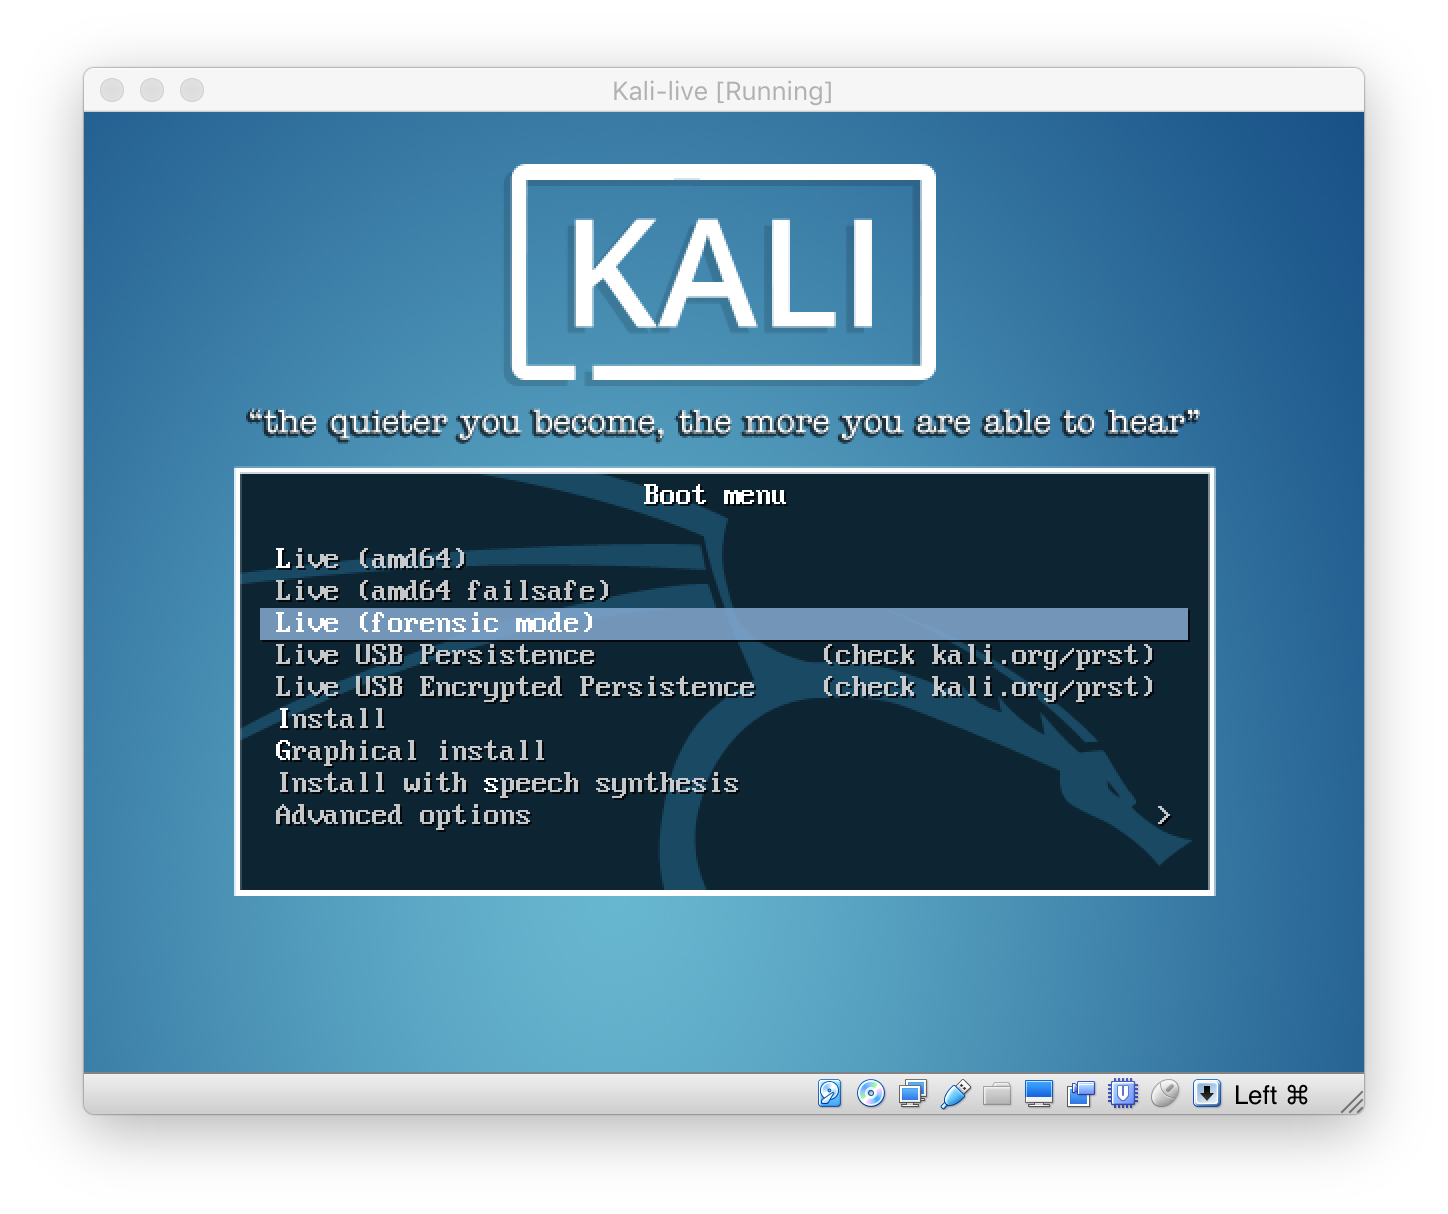 Kali-live [Running]
KALI
“the quieter you become, the more you are able to hear”
Boot menu
Live (amd64)
Live (amd64 failsafe)
Live (forensic mode)
Live USB Persistence (check kali.org/prst)
Live USB Encrypted Persistence (check kali.org/prst)
Install
Graphical install
Install with speech synthesis
Advanced options >
Left ⌘